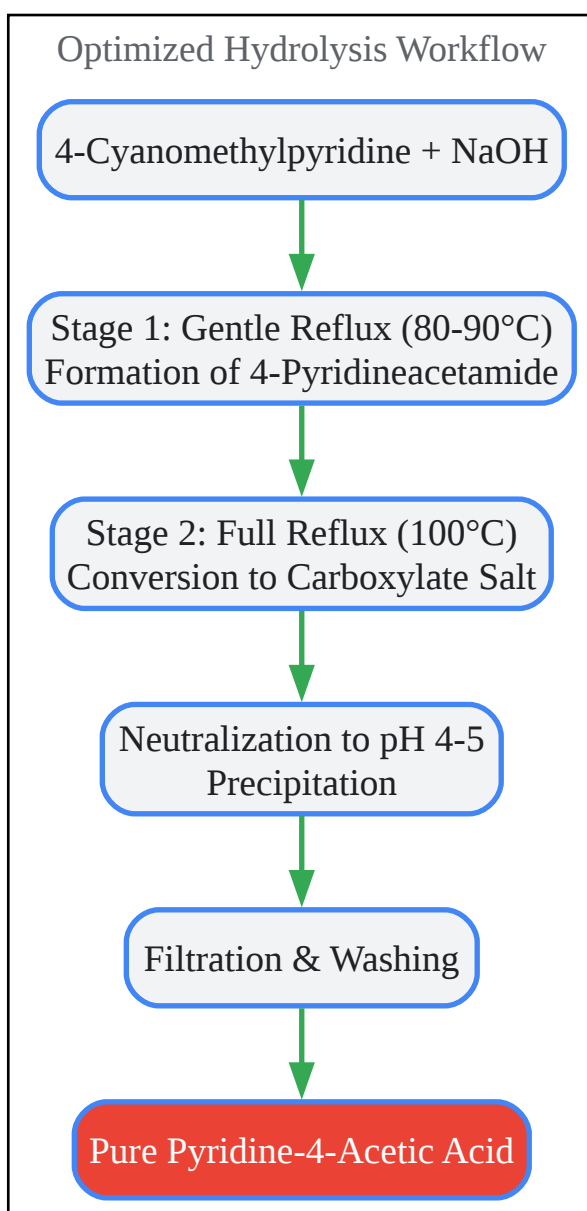 Optimized Hydrolysis Workflow
4-Cyanomethylpyridine + NaOH
Stage 1: Gentle Reflux (80-90°C)
Formation of 4-Pyridineacetamide
Stage 2: Full Reflux (100°C)
Conversion to Carboxylate Salt
Neutralization to pH 4-5
Precipitation
Filtration & Washing
Pure Pyridine-4-Acetic Acid